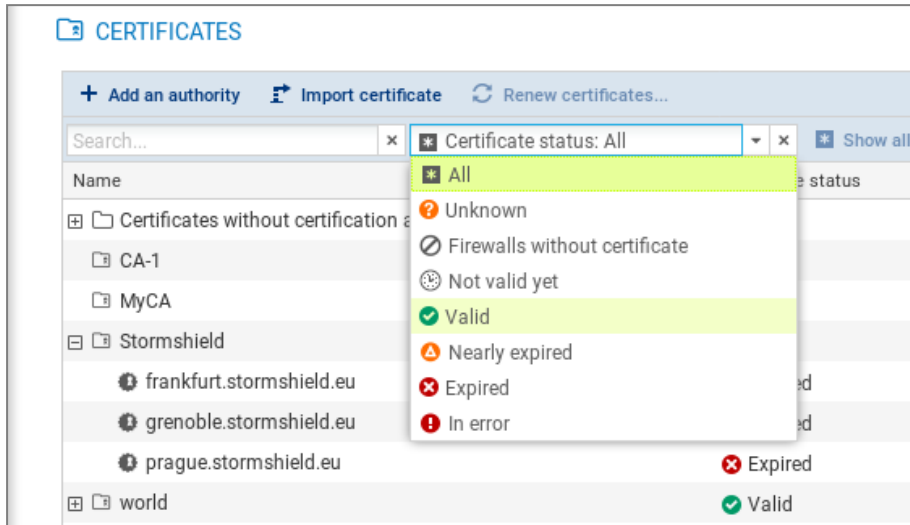 CERTIFICATES
+ Add an authority Import certificate Renew certificates...
Search... × Certificate status: All × Show all
Name e status
All
Unknown
Certificates without certification a
Firewalls without certificate
CA-1
Not valid yet
MyCA
Valid
Stormshield
Nearly expired
frankfurt.stormshield.eu ed
Expired
grenoble.stormshield.eu ed
In error
prague.stormshield.eu Expired
world Valid